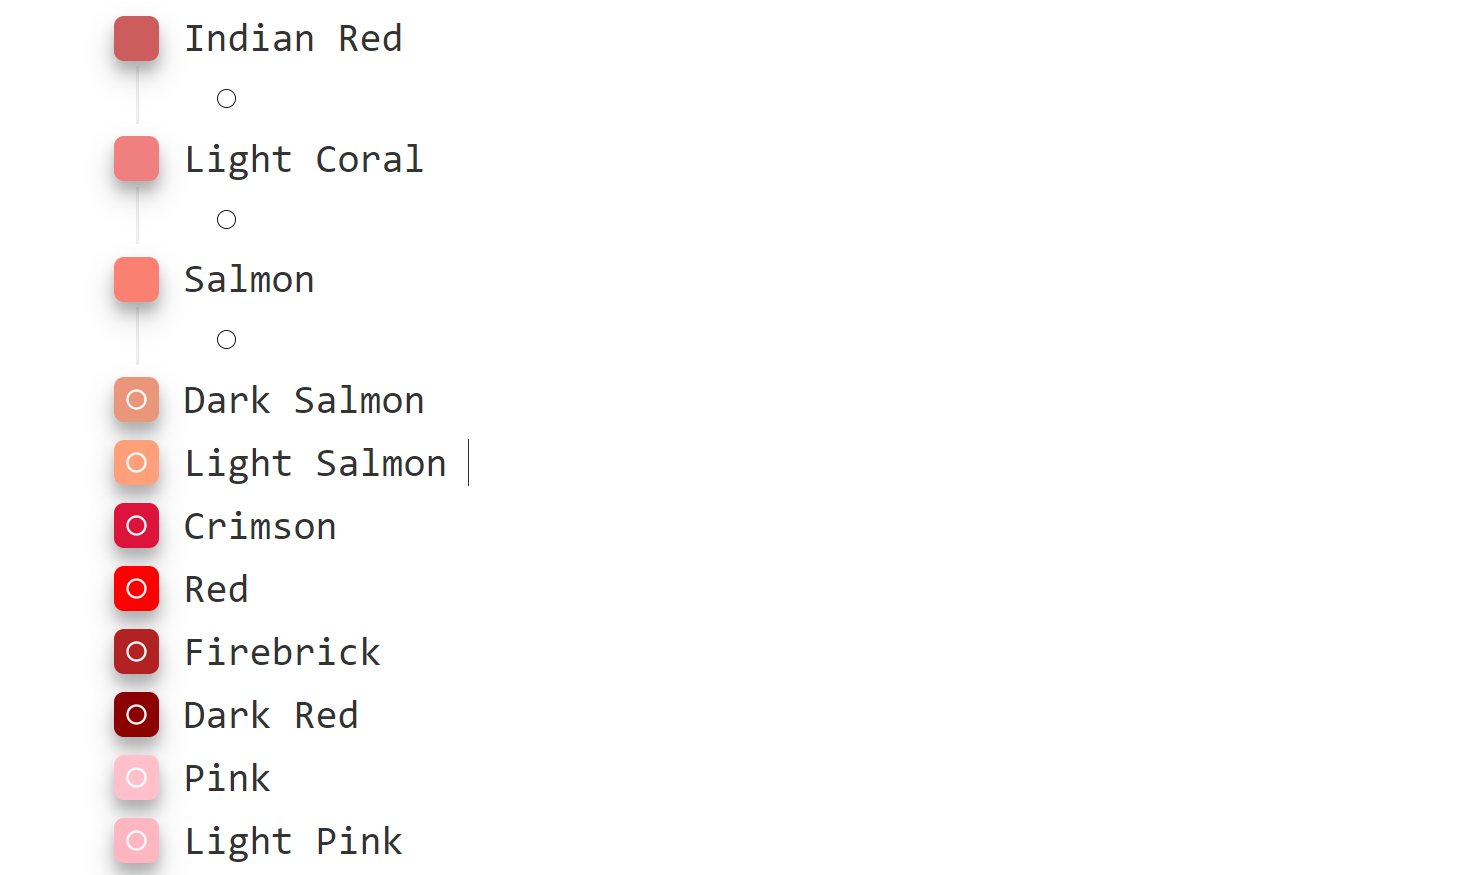 Indian Red
Light Coral
Salmon
Dark Salmon
Light Salmon
Crimson
Red
Firebrick
Dark Red
Pink
Light Pink